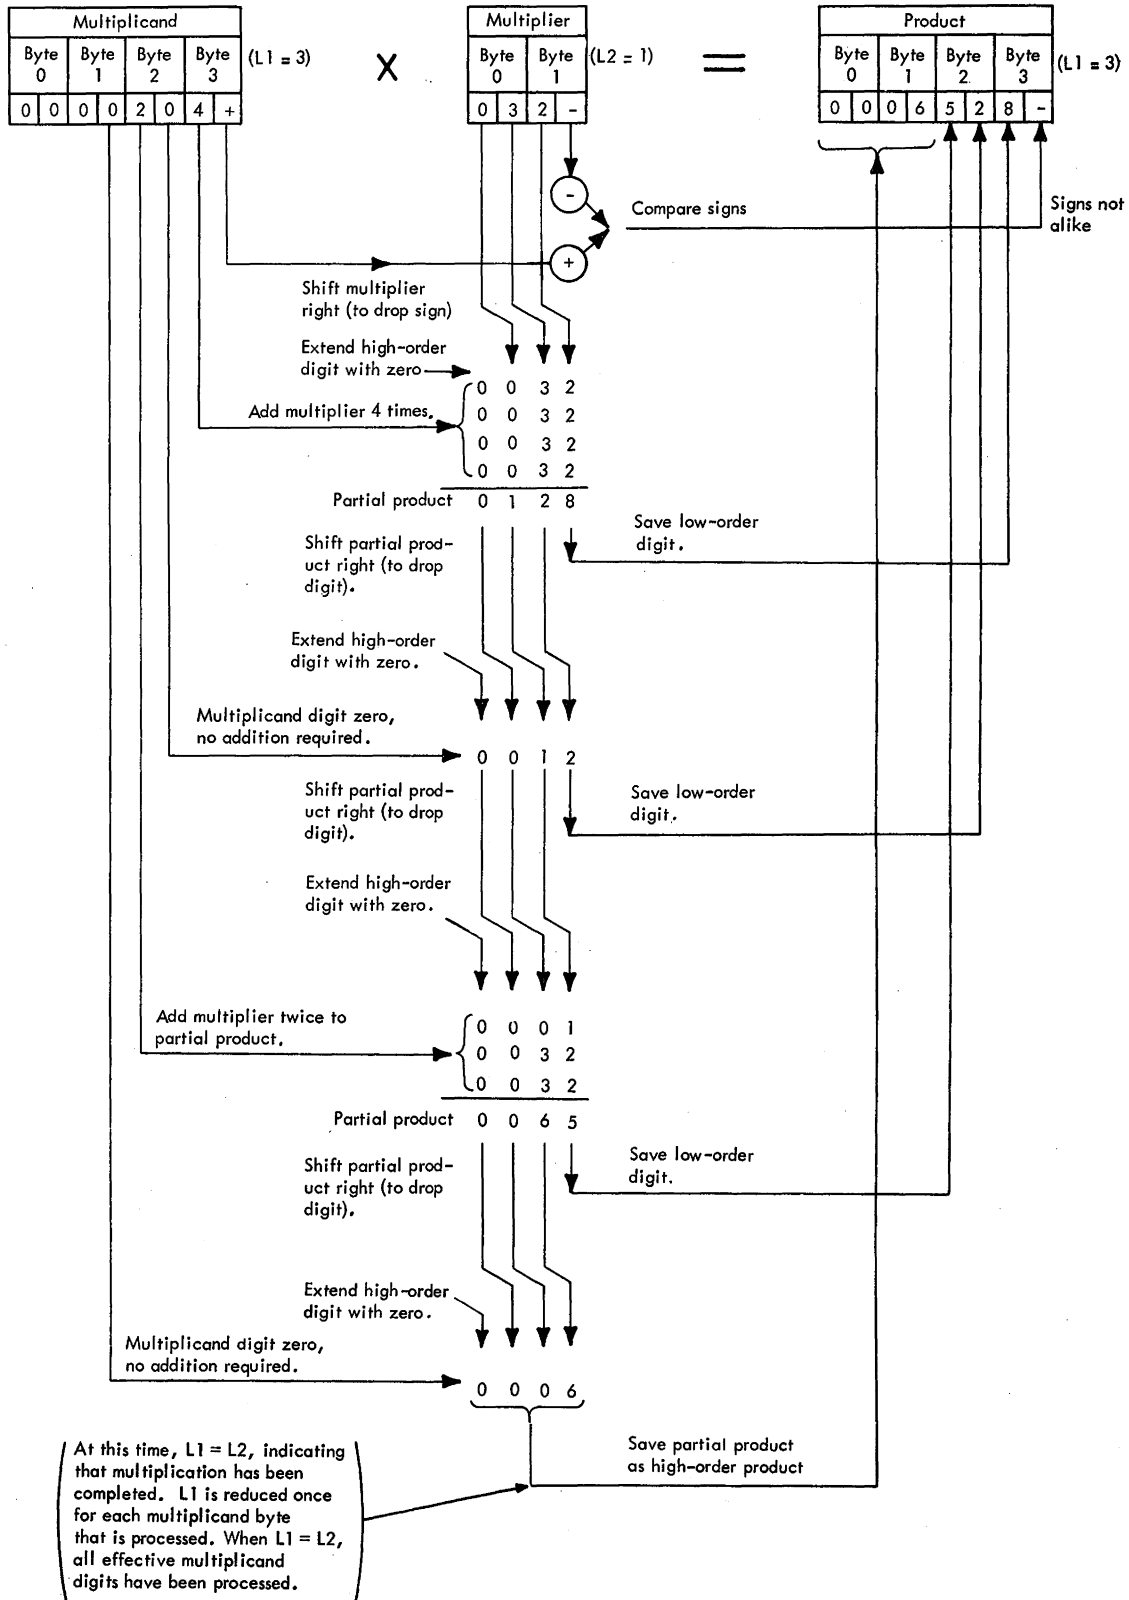 Multiplicand
Byte 0 Byte 1 Byte 2 Byte 3 (L1 = 3)
0 0 0 0 2 0 4 +
X
Multiplier
Byte 0 Byte 1 (L2 = 1)
0 3 2 -
=
Product
Byte 0 Byte 1 Byte 2 Byte 3 (L1 = 3)
0 0 0 6 5 2 8 -
-
Compare signs
Signs not
alike
+
Shift multiplier
right (to drop sign)
Extend high-order
digit with zero
0 0 3 2
Add multiplier 4 times.
0 0 3 2
0 0 3 2
0 0 3 2
Partial product 0 1 2 8
Save low-order
digit.
Shift partial prod-
uct right (to drop
digit).
Extend high-order
digit with zero.
Multiplicand digit zero,
no addition required.
0 0 1 2
Shift partial prod-
uct right (to drop
digit).
Save low-order
digit.
Extend high-order
digit with zero.
Add multiplier twice to
partial product.
0 0 0 1
0 0 3 2
0 0 3 2
Partial product 0 0 6 5
Shift partial prod-
uct right (to drop
digit).
Save low-order
digit.
Extend high-order
digit with zero.
Multiplicand digit zero,
no addition required.
0 0 0 6
Save partial product
as high-order product
At this time, L1 = L2, indicating
that multiplication has been
completed. L1 is reduced once
for each multiplicand byte
that is processed. When L1 = L2,
all effective multiplicand
digits have been processed.